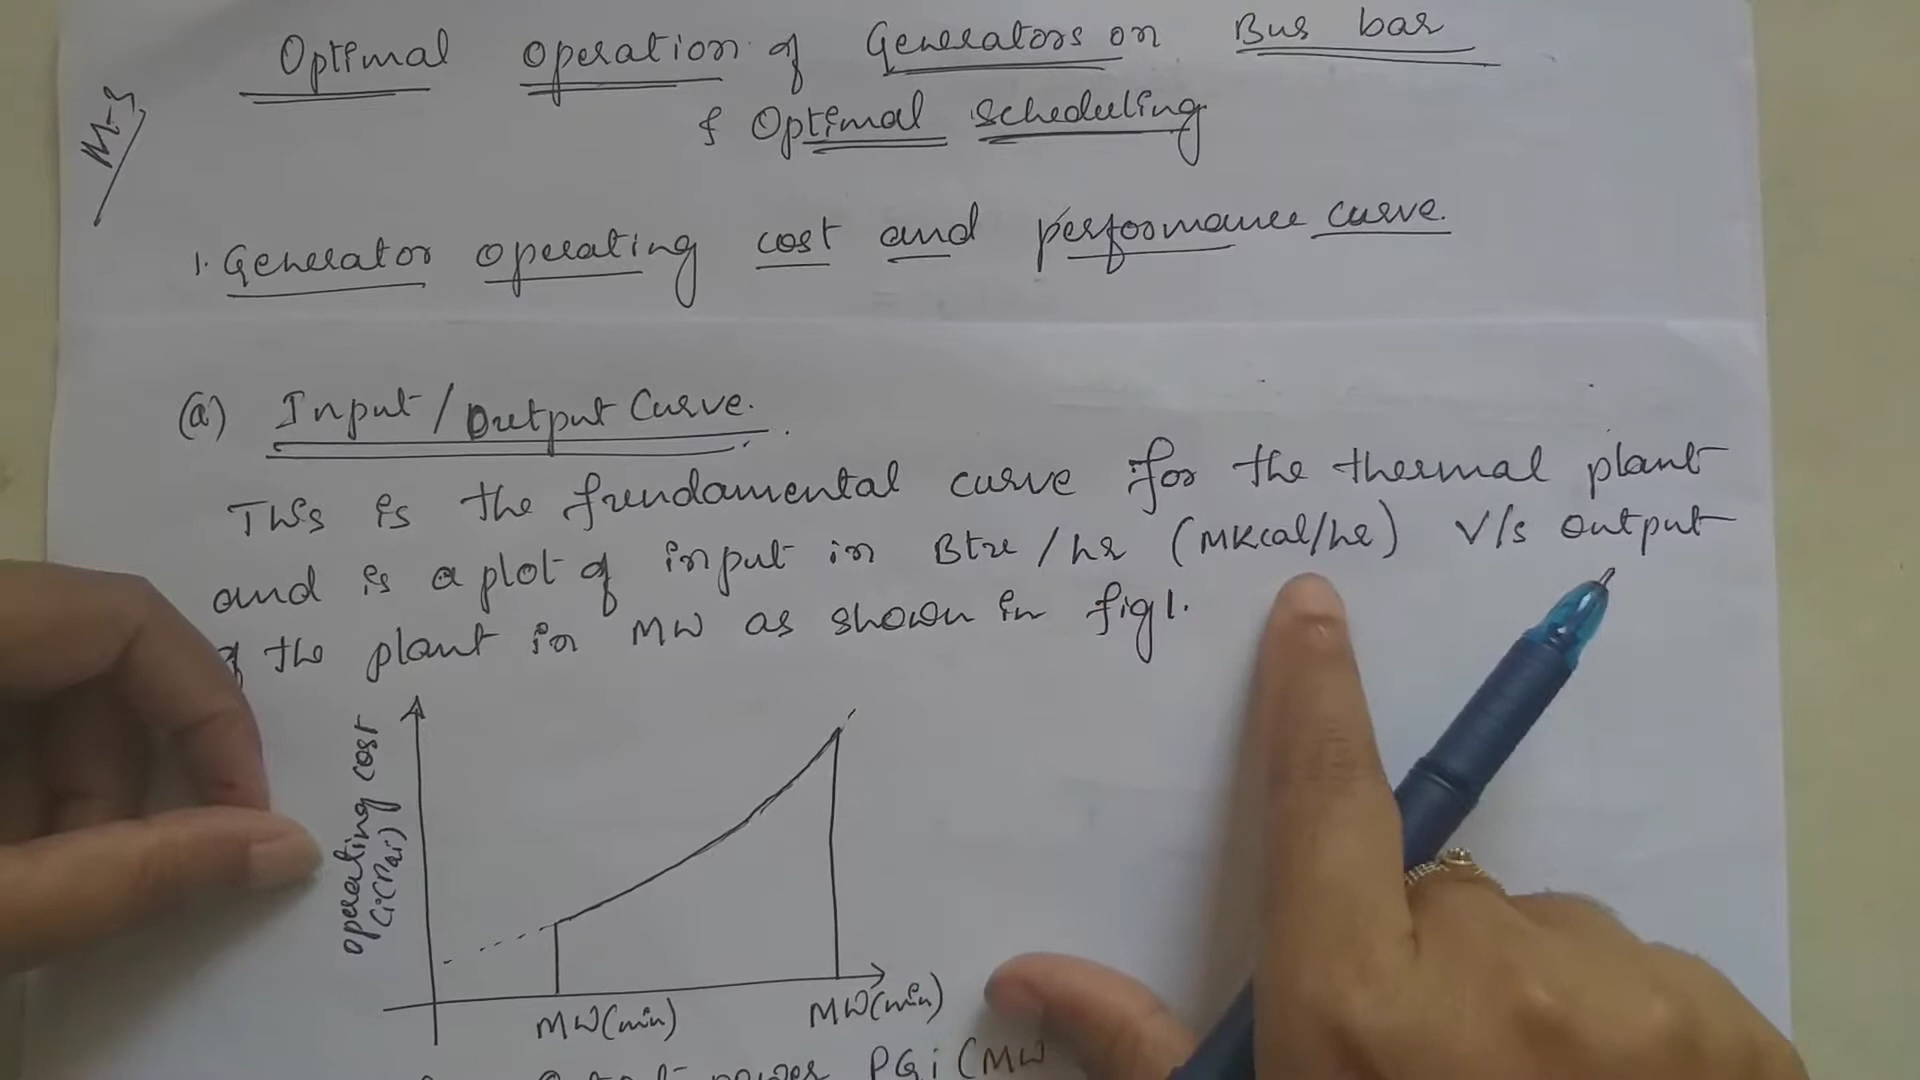 Optimal operation of Generators on Bus bar
& Optimal scheduling
M-3
1. Generator operating cost and performance curve.
(a) Input/Output Curve.
This is the fundamental curve for the thermal plant
and is a plot of input in Btu/hr (MKcal/hr) V/s output
of the plant in MW as shown in fig 1.
operating cost
MW(min)
MW(min)
power PGi (MW